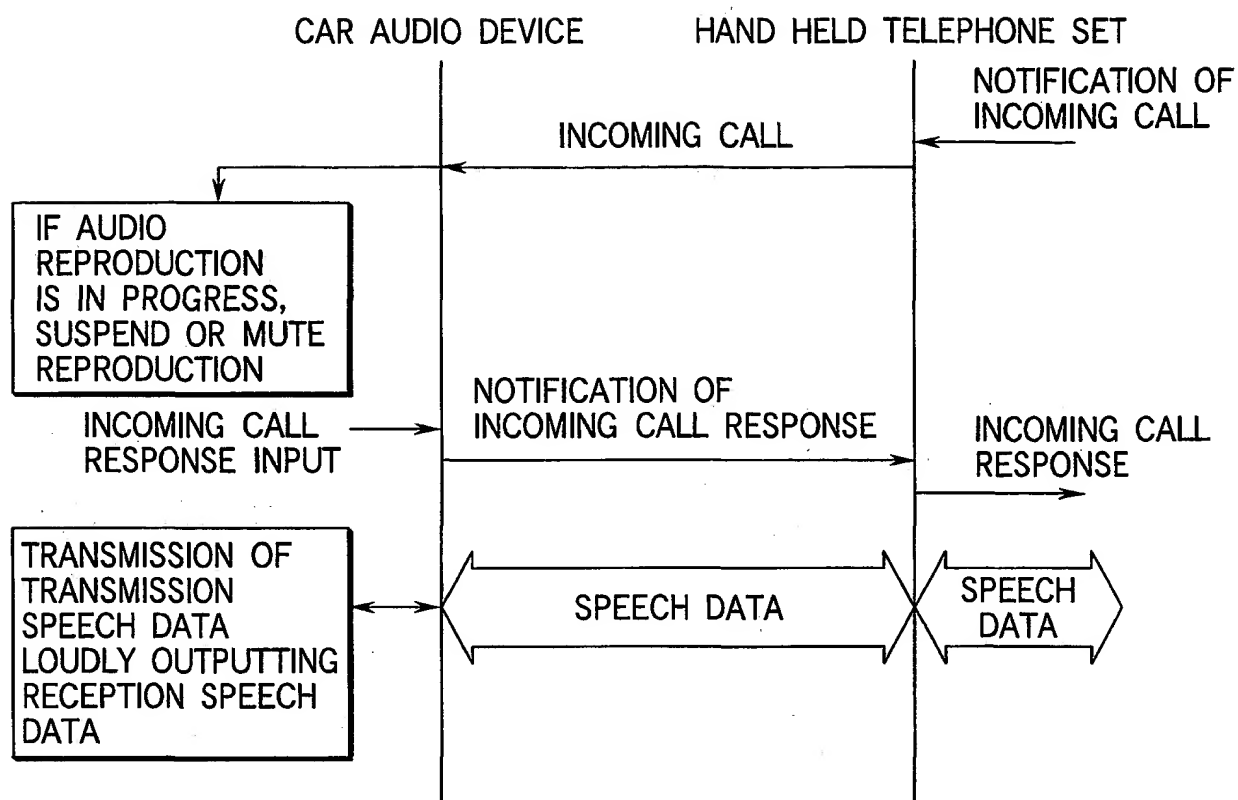 CAR AUDIO DEVICE
HAND HELD TELEPHONE SET
NOTIFICATION OF
INCOMING CALL
INCOMING CALL
IF AUDIO
REPRODUCTION
IS IN PROGRESS,
SUSPEND OR MUTE
REPRODUCTION
INCOMING CALL
RESPONSE INPUT
NOTIFICATION OF
INCOMING CALL RESPONSE
INCOMING CALL
RESPONSE
TRANSMISSION OF
TRANSMISSION
SPEECH DATA
LOUDLY OUTPUTTING
RECEPTION SPEECH
DATA
SPEECH DATA
SPEECH
DATA